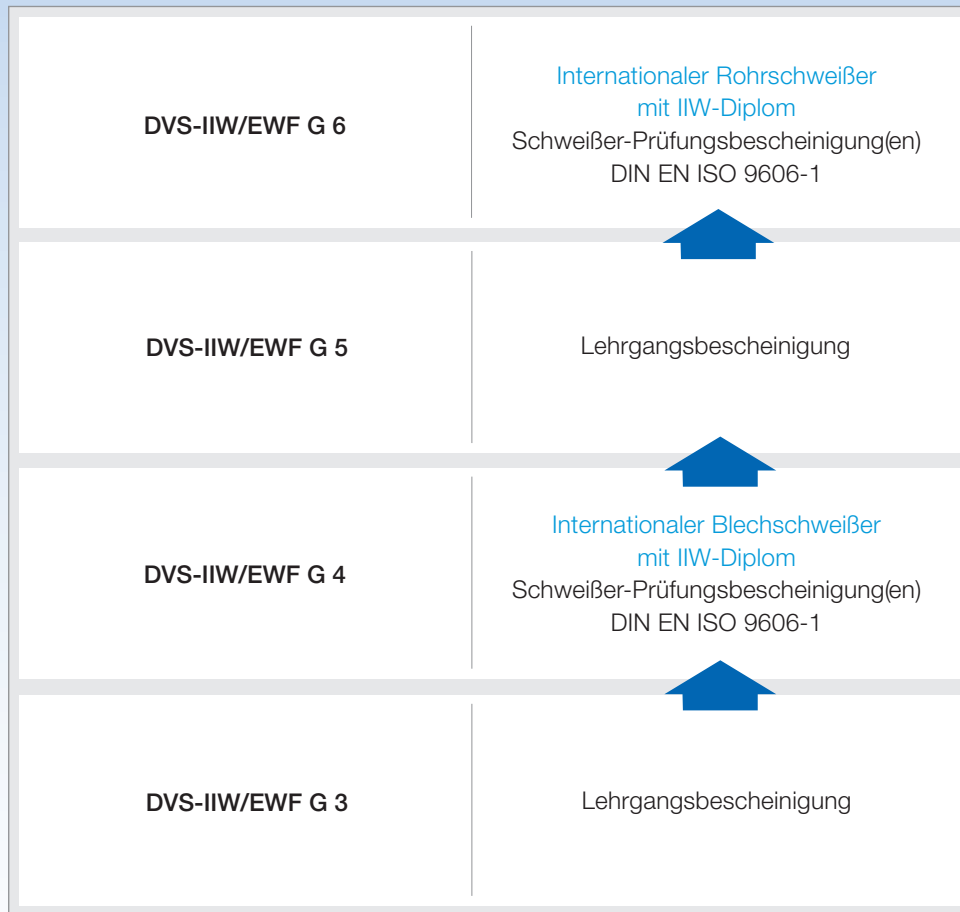 DVS-IIW/EWF G 6
Internationaler Rohrschweißer
mit IIW-Diplom
Schweißer-Prüfungsbescheinigung(en)
DIN EN ISO 9606-1
DVS-IIW/EWF G 5
Lehrgangsbescheinigung
DVS-IIW/EWF G 4
Internationaler Blechschweißer
mit IIW-Diplom
Schweißer-Prüfungsbescheinigung(en)
DIN EN ISO 9606-1
DVS-IIW/EWF G 3
Lehrgangsbescheinigung